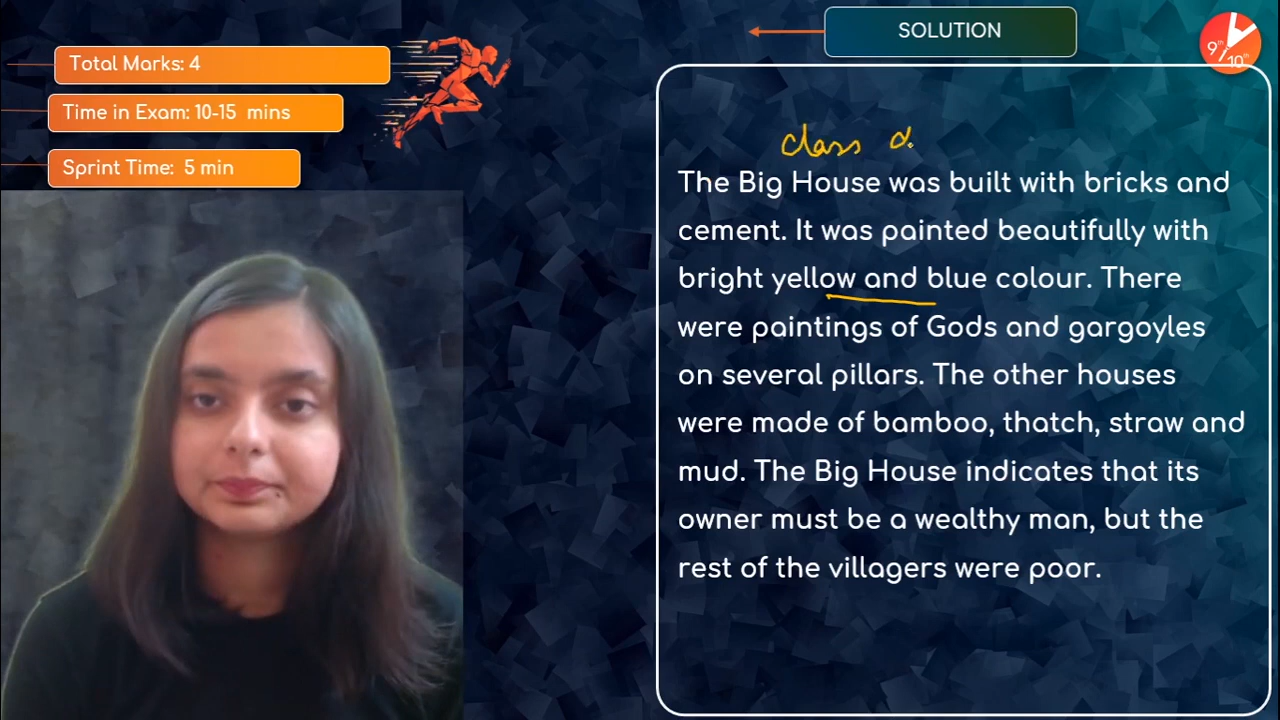 SOLUTION
9th/10th
Total Marks: 4
Time in Exam: 10-15 mins
Sprint Time: 5 min
class d
The Big House was built with bricks and
cement. It was painted beautifully with
bright yellow and blue colour. There
were paintings of Gods and gargoyles
on several pillars. The other houses
were made of bamboo, thatch, straw and
mud. The Big House indicates that its
owner must be a wealthy man, but the
rest of the villagers were poor.